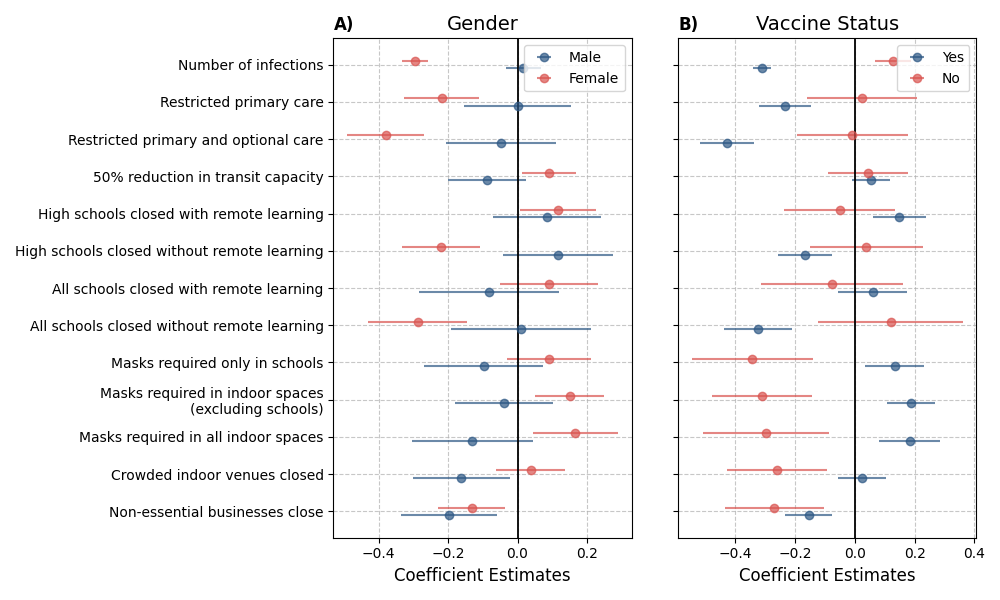 A) Gender
B) Vaccine Status
Male
Female
Yes
No
Number of infections
Restricted primary care
Restricted primary and optional care
50% reduction in transit capacity
High schools closed with remote learning
High schools closed without remote learning
All schools closed with remote learning
All schools closed without remote learning
Masks required only in schools
Masks required in indoor spaces
(excluding schools)
Masks required in all indoor spaces
Crowded indoor venues closed
Non-essential businesses close
−0.4 −0.2 0.0 0.2
−0.4 −0.2 0.0 0.2 0.4
Coefficient Estimates
Coefficient Estimates